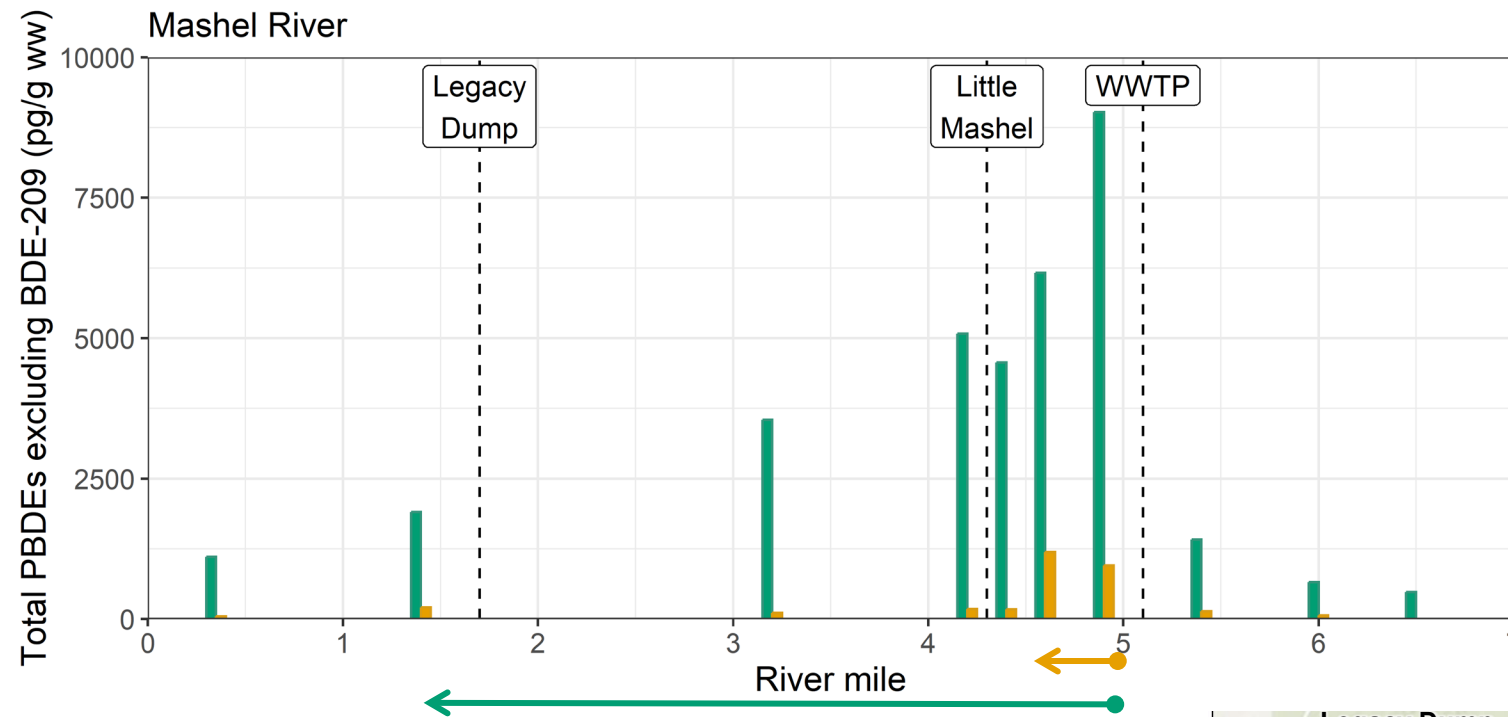 Mashel River
Total PBDEs excluding BDE-209 (pg/g ww)
10000
7500
5000
2500
0
Legacy
Dump
Little
Mashel
WWTP
0 1 2 3 4 5 6
River mile